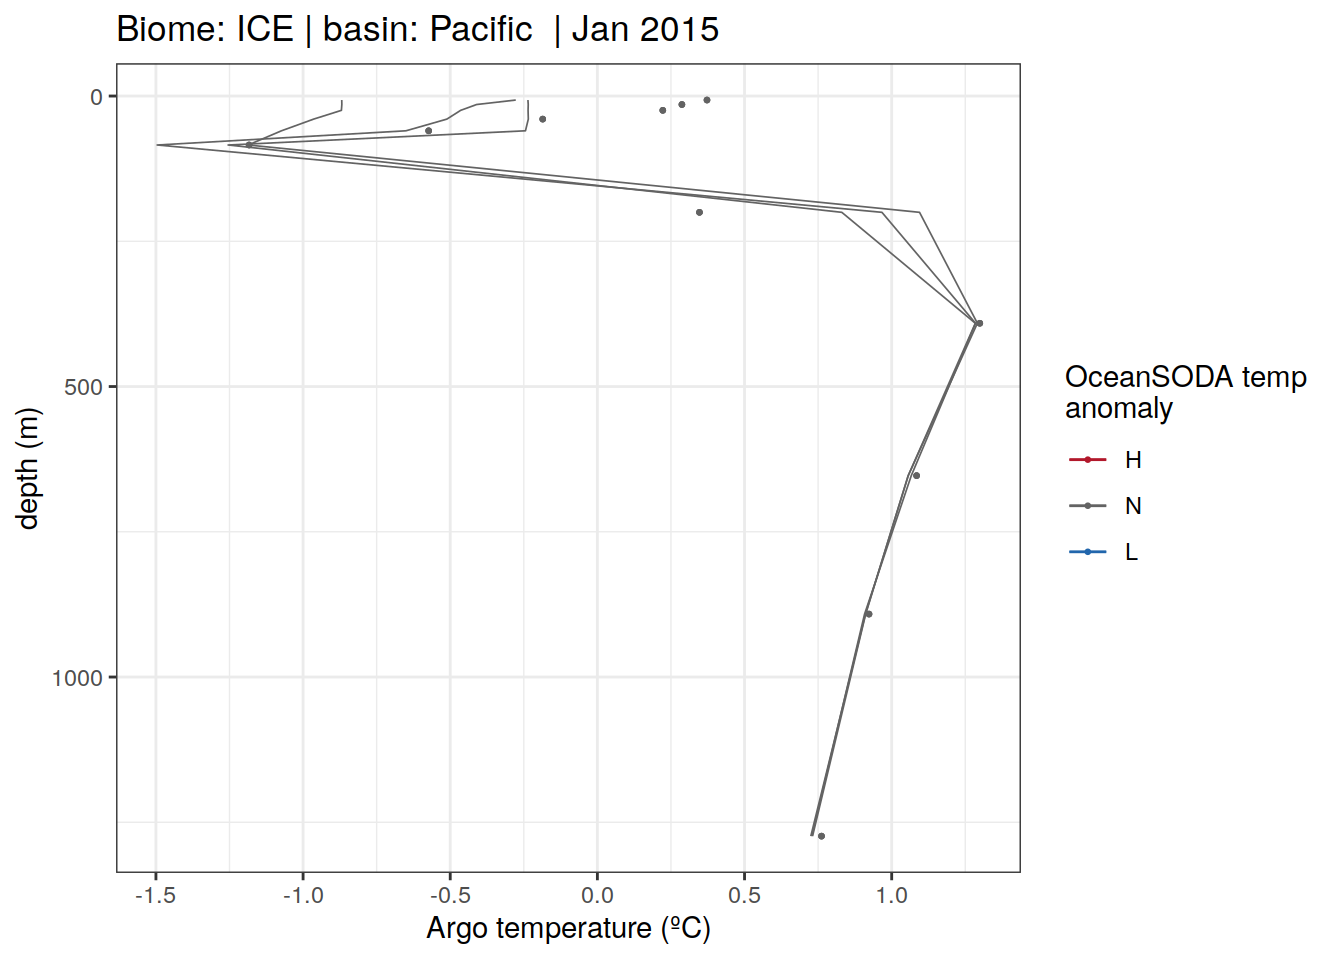 Biome: ICE | basin: Pacific  | Jan 2015
0
500
1000
depth (m)
-1.5
-1.0
-0.5
0.0
0.5
1.0
Argo temperature (ºC)
OceanSODA temp
anomaly
H
N
L